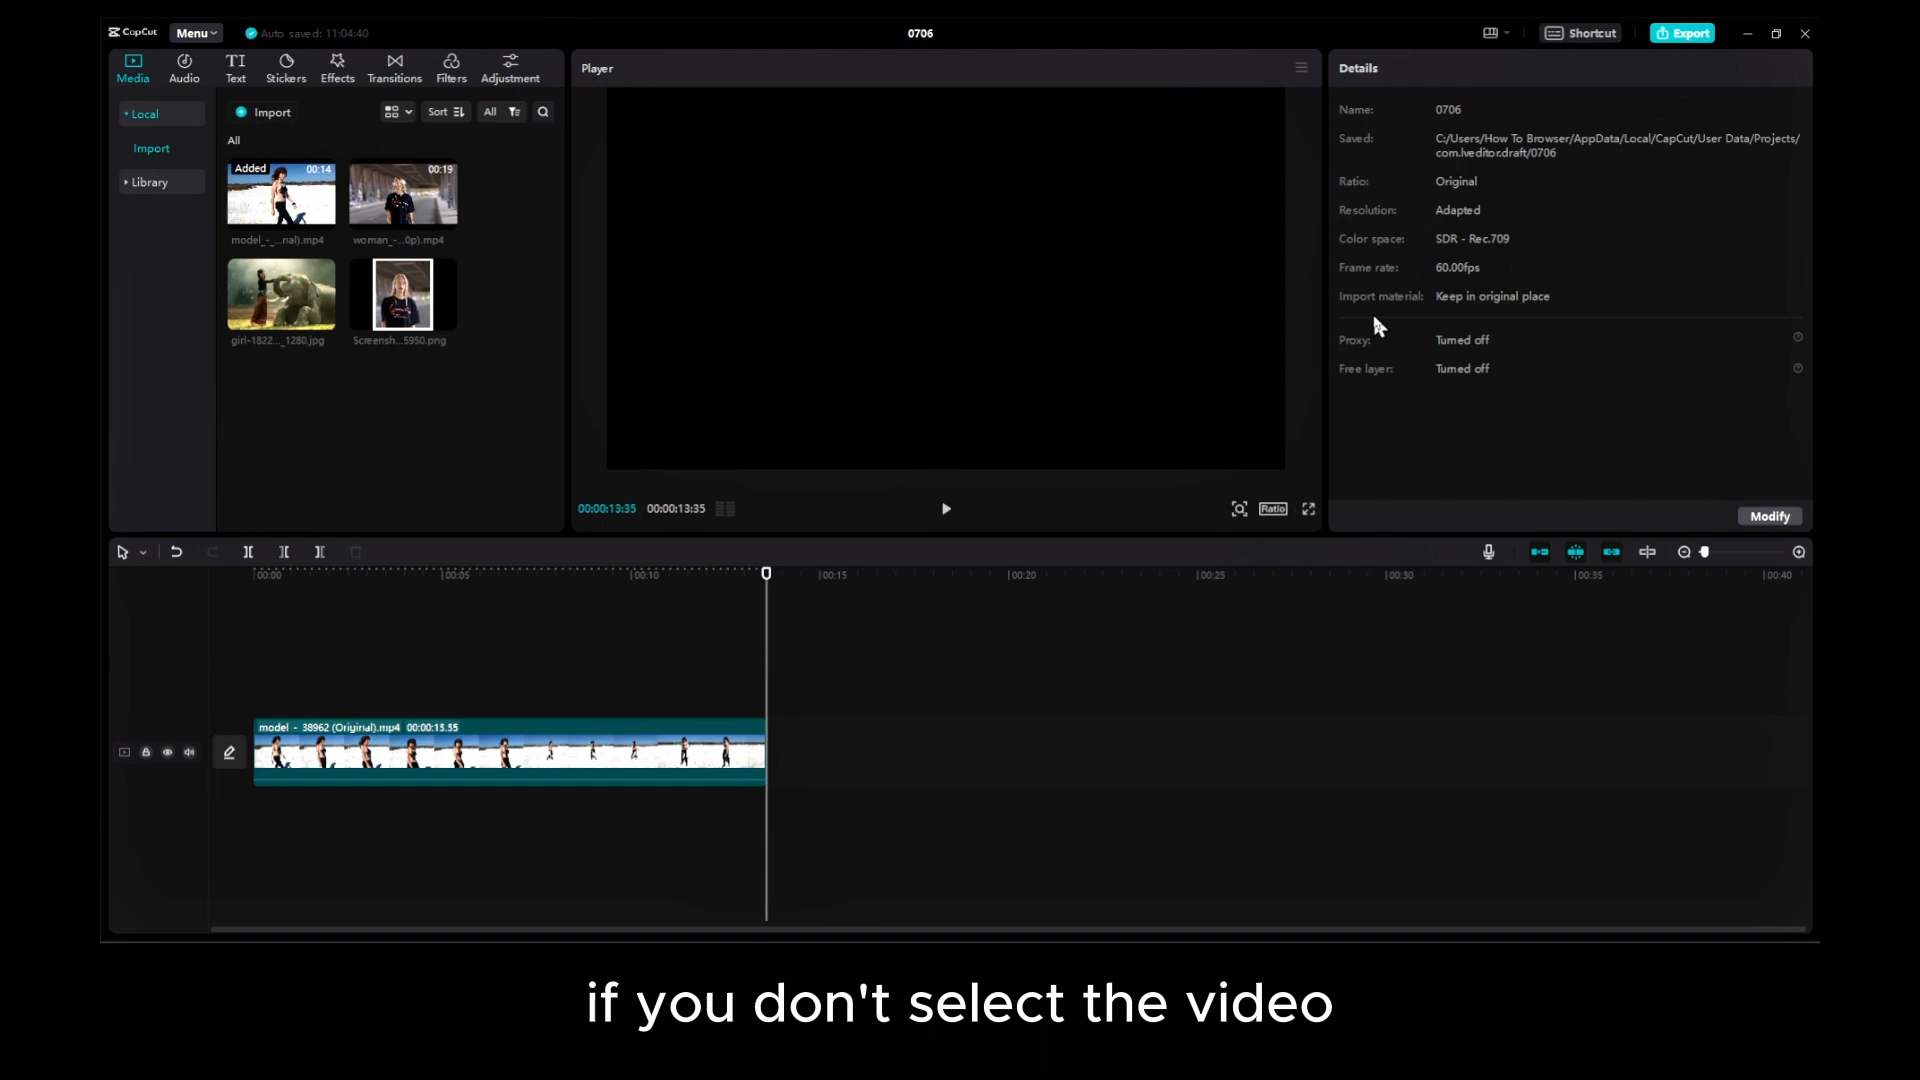 CapCut
Menu
Auto saved: 11:04:40
0706
Shortcut
Export
Media
Audio
Text
Stickers
Effects
Transitions
Filters
Adjustment
Local
Import
Library
Import
Sort
All
All
Added
00:14
00:19
model_-_...nal).mp4
woman_-...0p).mp4
girl-1822..._1280.jpg
Screensh...5950.png
Player
00:00:13:35
00:00:13:35
Ratio
Details
Name: 0706
Saved: C:/Users/How To Browser/AppData/Local/CapCut/User Data/Projects/
com.lveditor.draft/0706
Ratio: Original
Resolution: Adapted
Color space: SDR - Rec.709
Frame rate: 60.00fps
Import material: Keep in original place
Proxy: Turned off
Free layer: Turned off
Modify
00:00
00:05
00:10
00:15
00:20
00:25
00:30
00:35
00:40
model - 38962 (Original).mp4 00:00:13:35
if you don't select the video